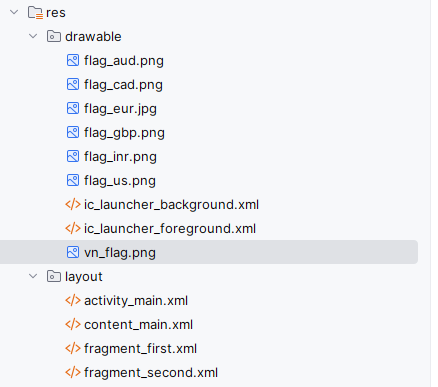 res
drawable
flag_aud.png
flag_cad.png
flag_eur.jpg
flag_gbp.png
flag_inr.png
flag_us.png
</> ic_launcher_background.xml
</> ic_launcher_foreground.xml
vn_flag.png
layout
</> activity_main.xml
</> content_main.xml
</> fragment_first.xml
</> fragment_second.xml